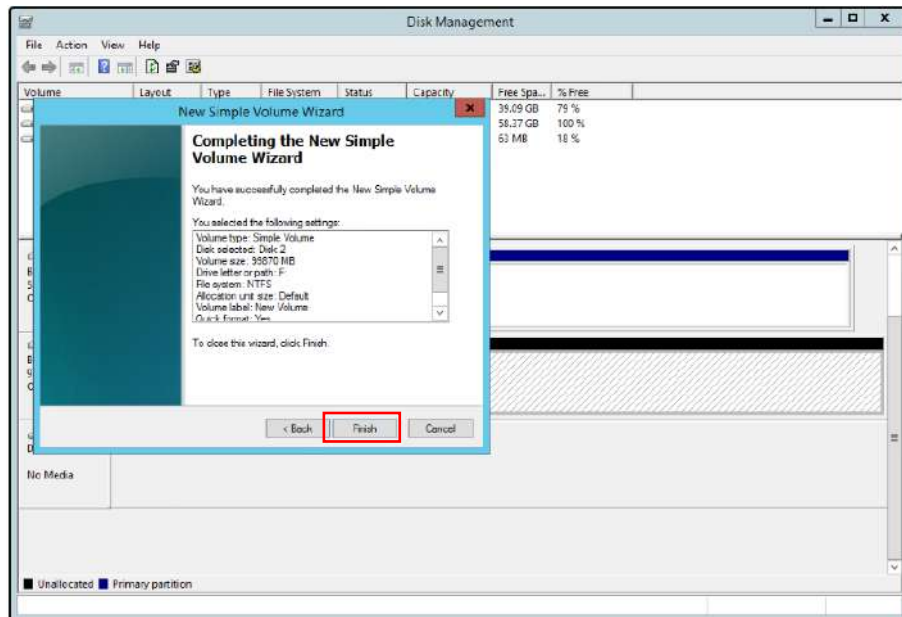 Disk Management
File Action View Help
Volume Layout Type File System Status Capacity Free Spa... % Free
39.09 GB 79 %
58.37 GB 100 %
63 MB 18 %
New Simple Volume Wizard
Completing the New Simple
Volume Wizard
You have successfully completed the New Simple Volume
Wizard.
You selected the following settings:
Volume type: Simple Volume
Disk selected: Disk 2
Volume size: 99870 MB
Drive letter or path: F:
File system: NTFS
Allocation unit size: Default
Volume label: New Volume
Quick format: Yes
To close this wizard, click Finish.
< Back Finish Cancel
No Media
Unallocated Primary partition